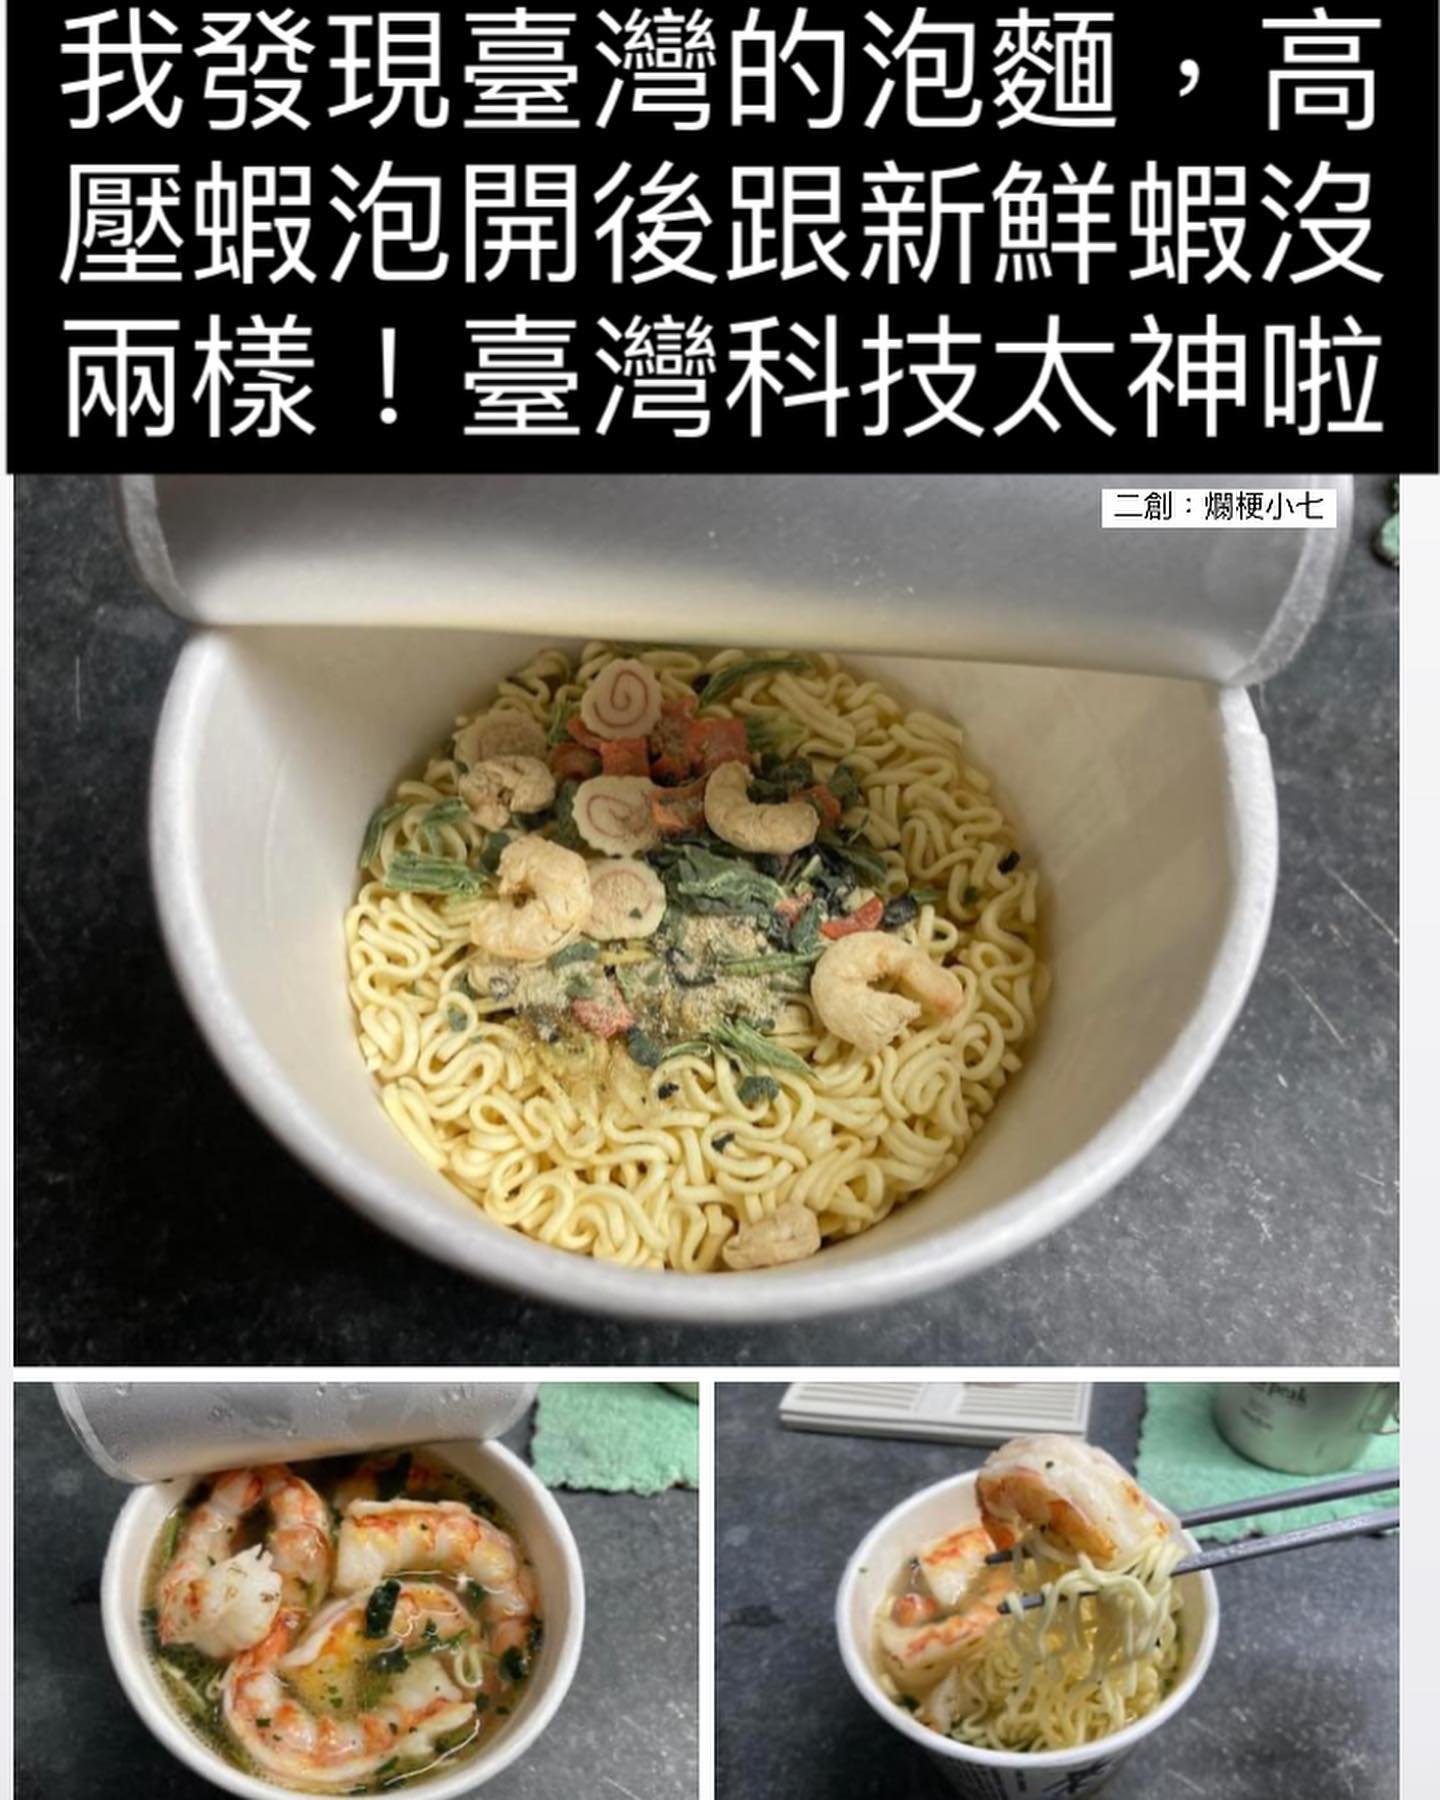 我發現臺灣的泡麵，高
壓蝦泡開後跟新鮮蝦沒
兩樣！臺灣科技太神啦
二創：爛梗小七
peak